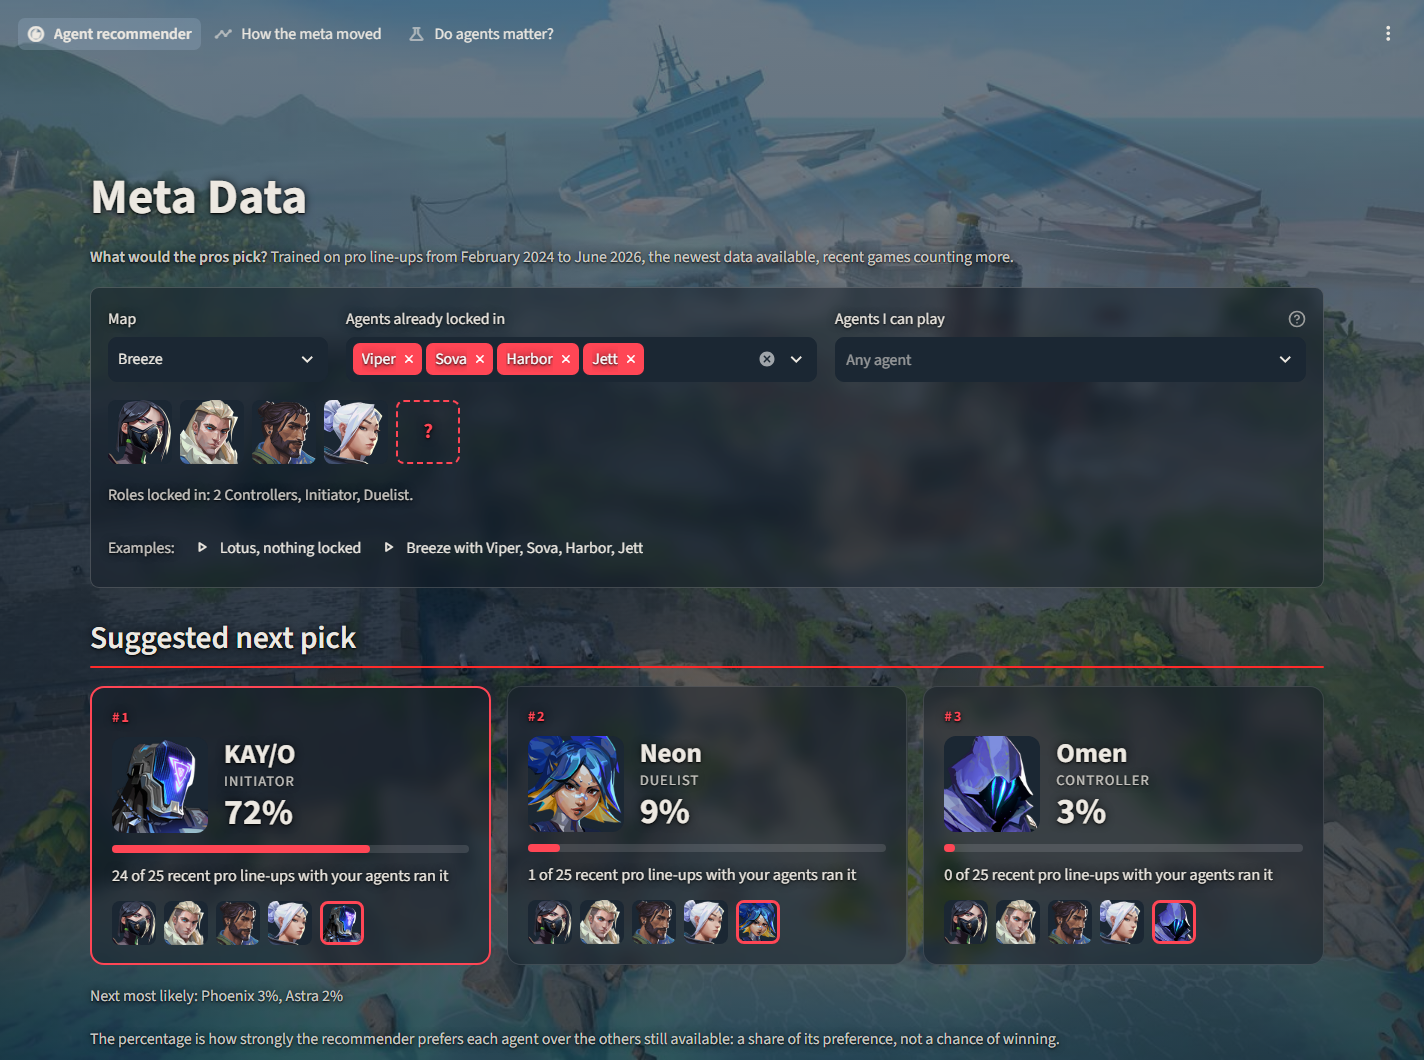 Agent recommender How the meta moved Do agents matter?
Meta Data
What would the pros pick? Trained on pro line-ups from February 2024 to June 2026, the newest data available, recent games counting more.
Map Agents already locked in Agents I can play
Breeze Viper × Sova × Harbor × Jett × Any agent
?
Roles locked in: 2 Controllers, Initiator, Duelist.
Examples: Lotus, nothing locked Breeze with Viper, Sova, Harbor, Jett
Suggested next pick
#1
KAY/O
INITIATOR
72%
24 of 25 recent pro line-ups with your agents ran it
#2
Neon
DUELIST
9%
1 of 25 recent pro line-ups with your agents ran it
#3
Omen
CONTROLLER
3%
0 of 25 recent pro line-ups with your agents ran it
Next most likely: Phoenix 3%, Astra 2%
The percentage is how strongly the recommender prefers each agent over the others still available: a share of its preference, not a chance of winning.